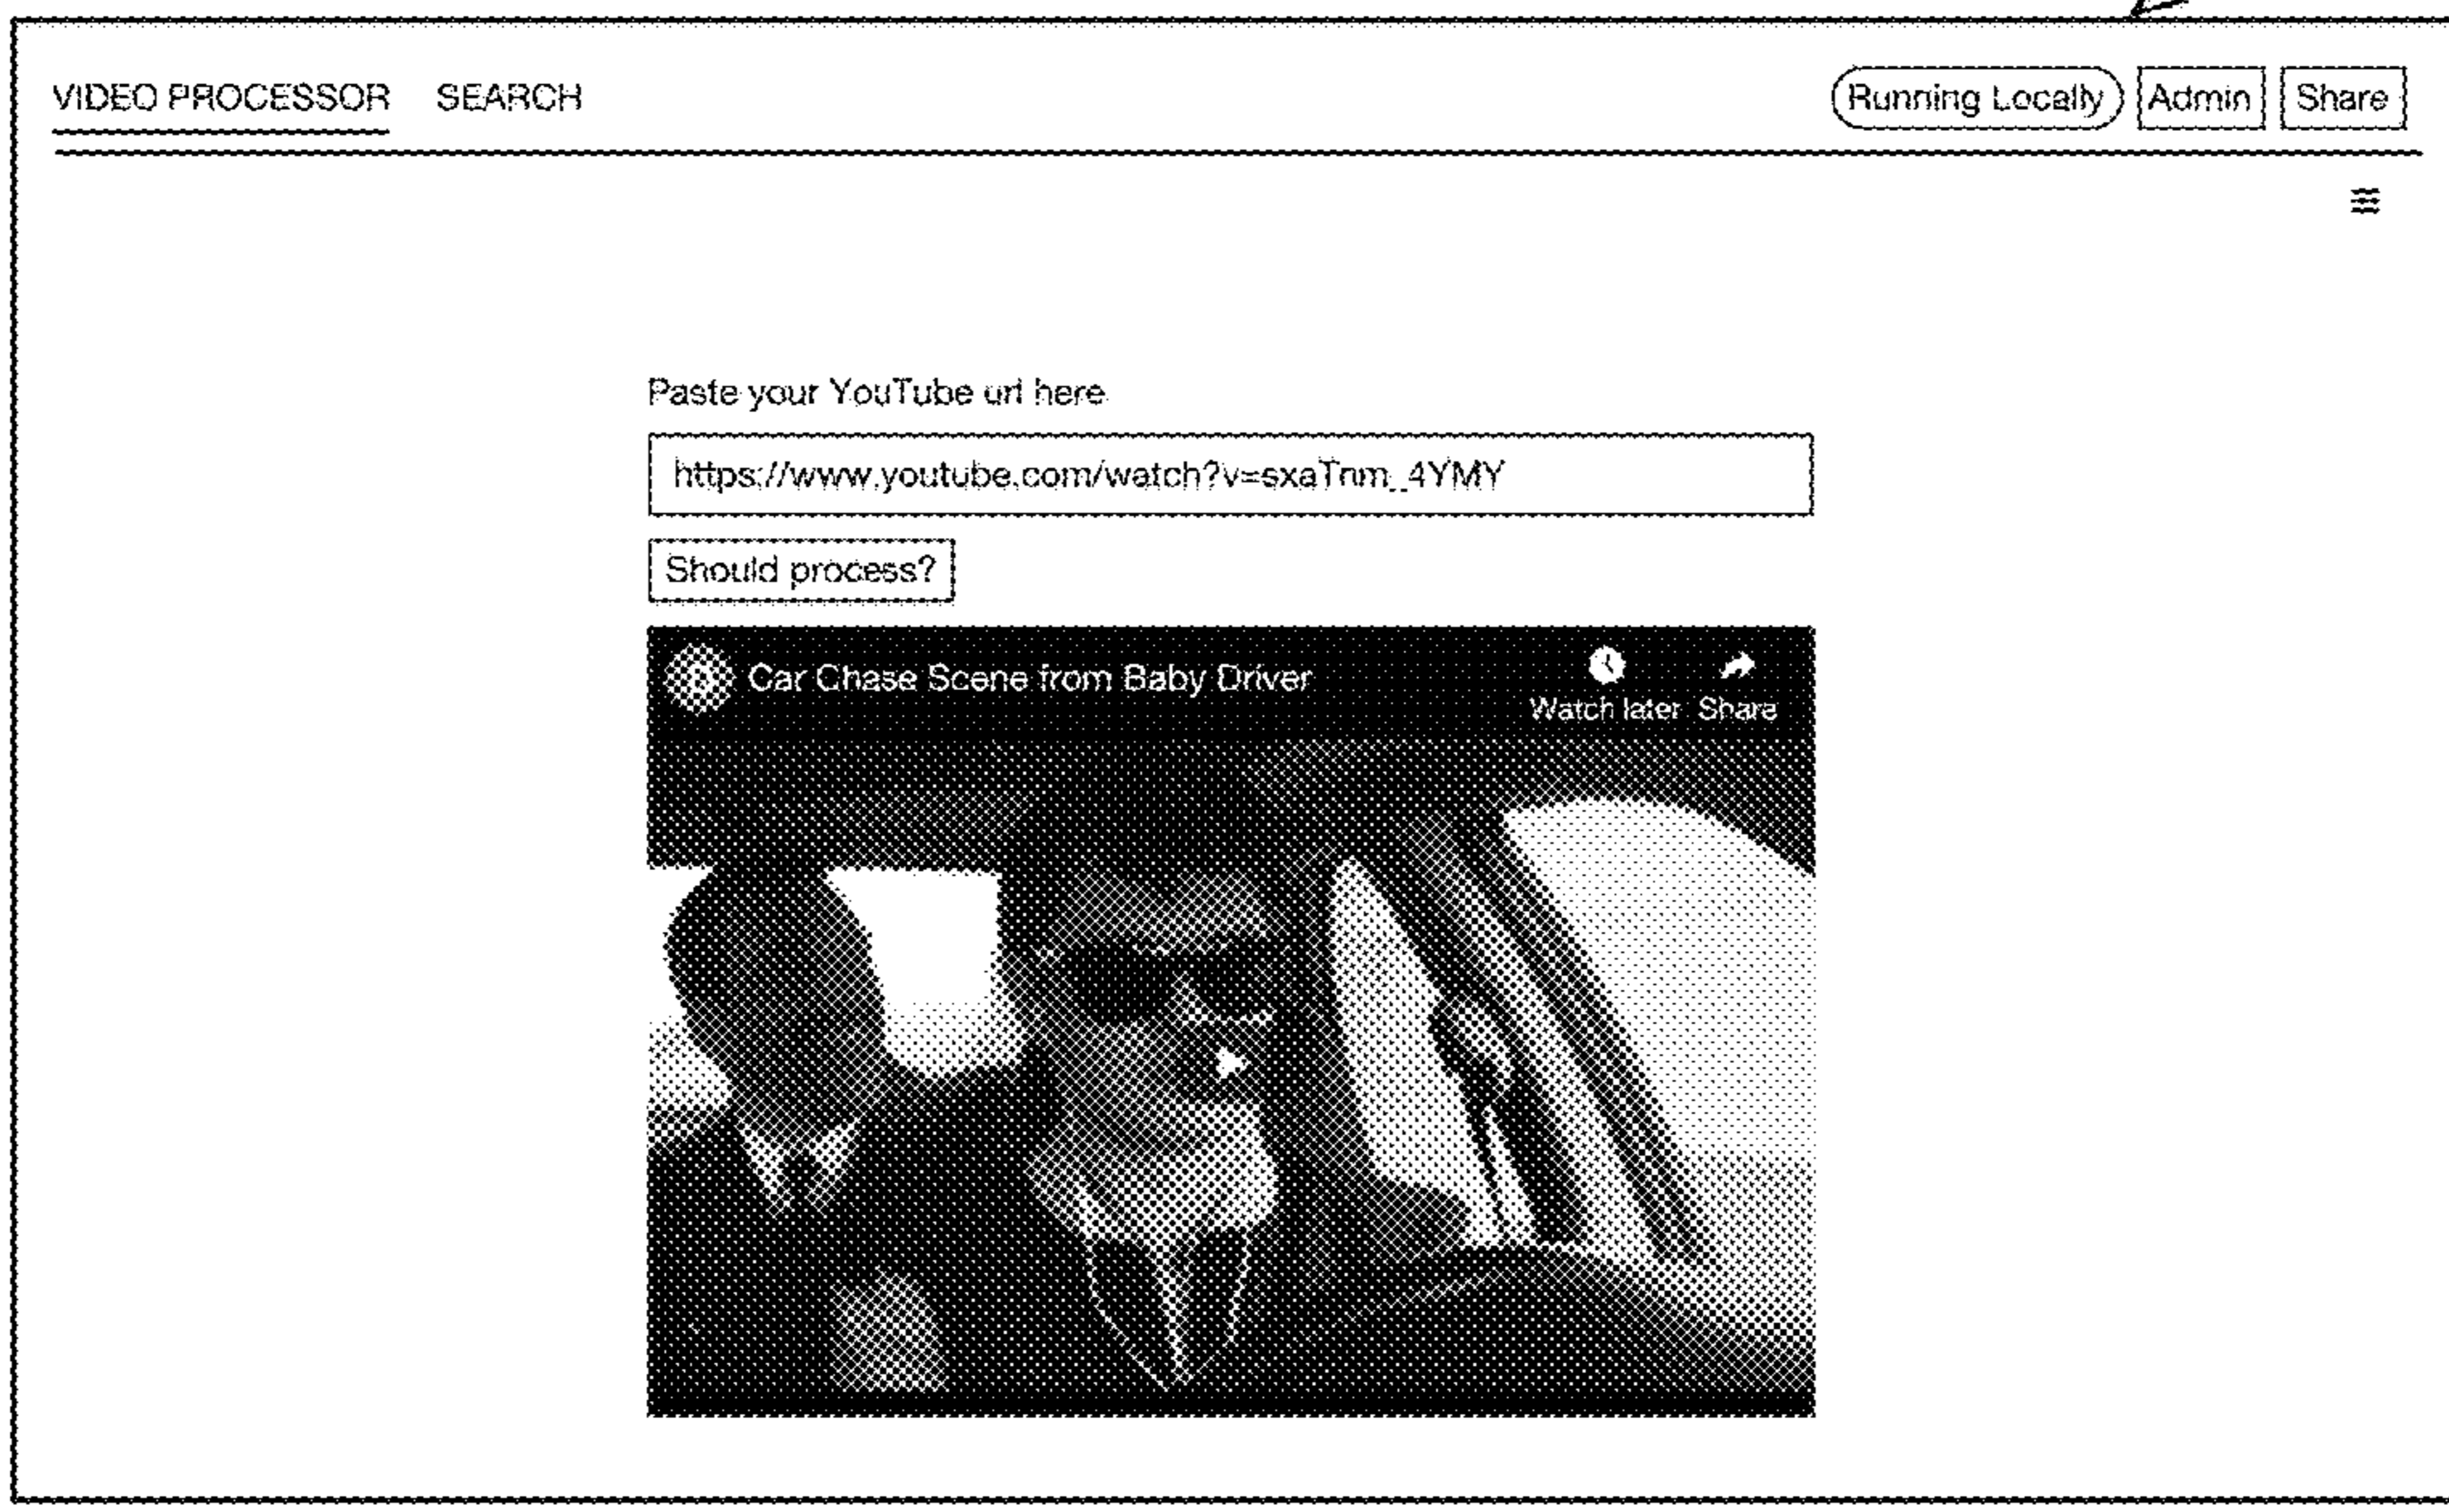 VIDEO PROCESSOR SEARCH Running Locally Admin Share
Paste your YouTube url here
https://www.youtube.com/watch?v=sxaTnm_4YMY
Should process?
Car Chase Scene from Baby Driver
Watch later Share